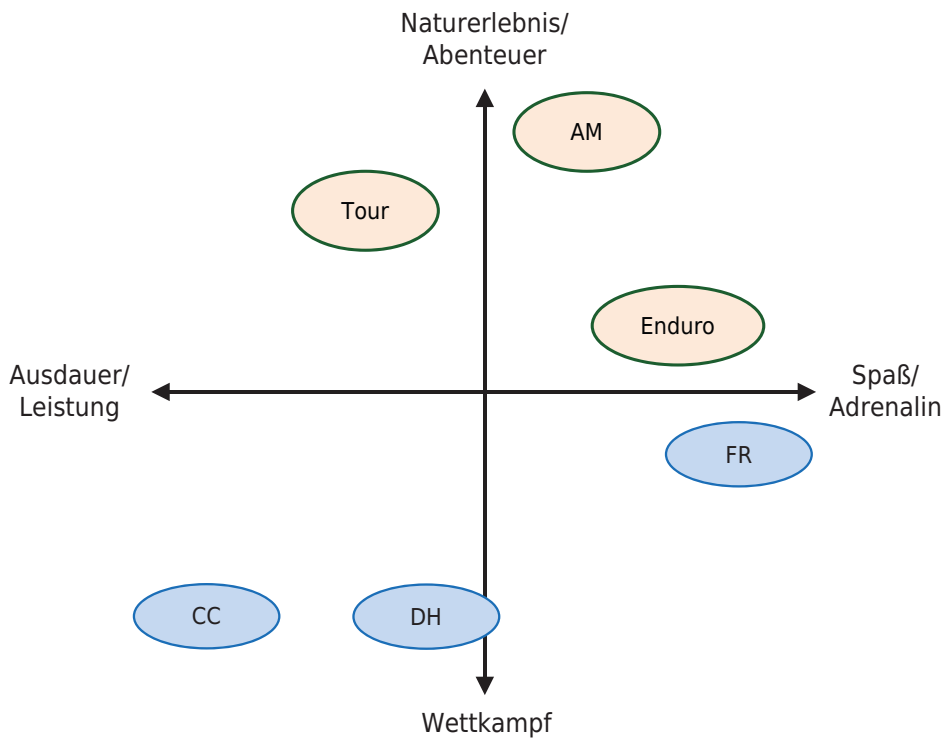 Naturerlebnis/
Abenteuer
AM
Tour
Enduro
Ausdauer/
Leistung
Spaß/
Adrenalin
FR
CC
DH
Wettkampf